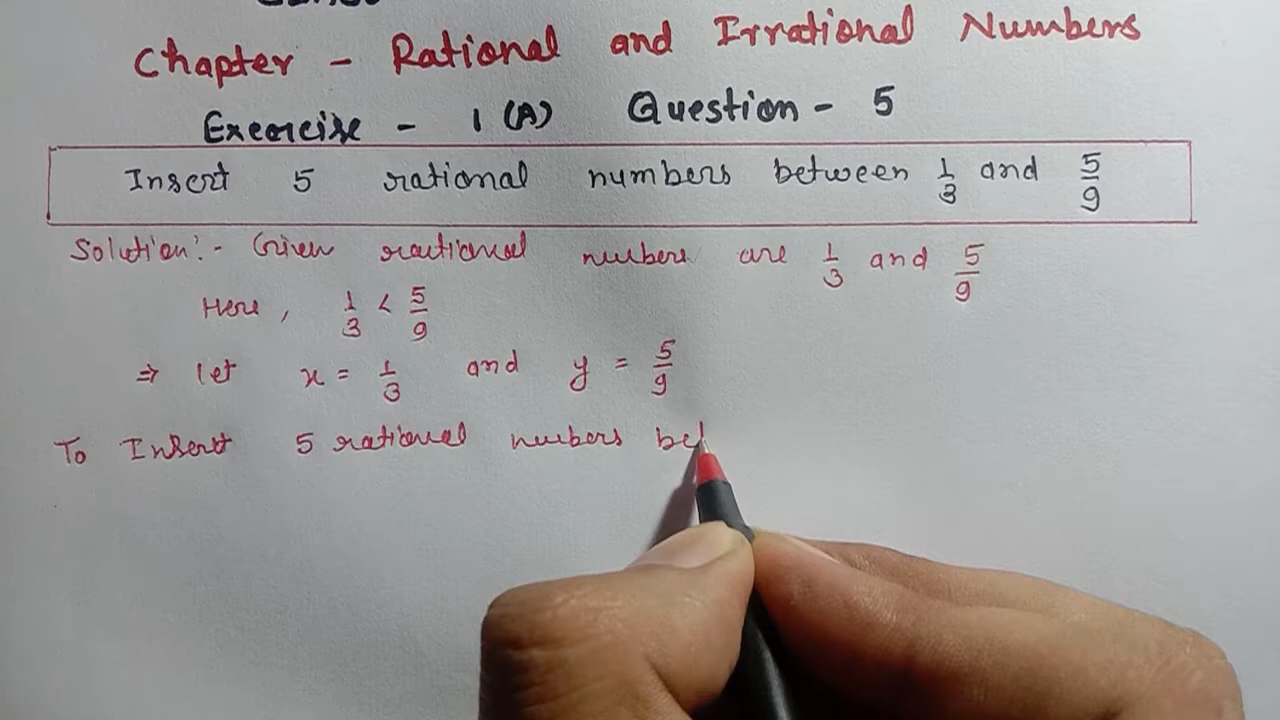 Chapter - Rational and Irrational Numbers
Exercise - 1(A) Question - 5
Insert 5 rational numbers between 1/3 and 5/9
Solution:- Given rational numbers are 1/3 and 5/9
Here, 1/3 < 5/9
⇒ let x = 1/3 and y = 5/9
To Insert 5 rational numbers bet